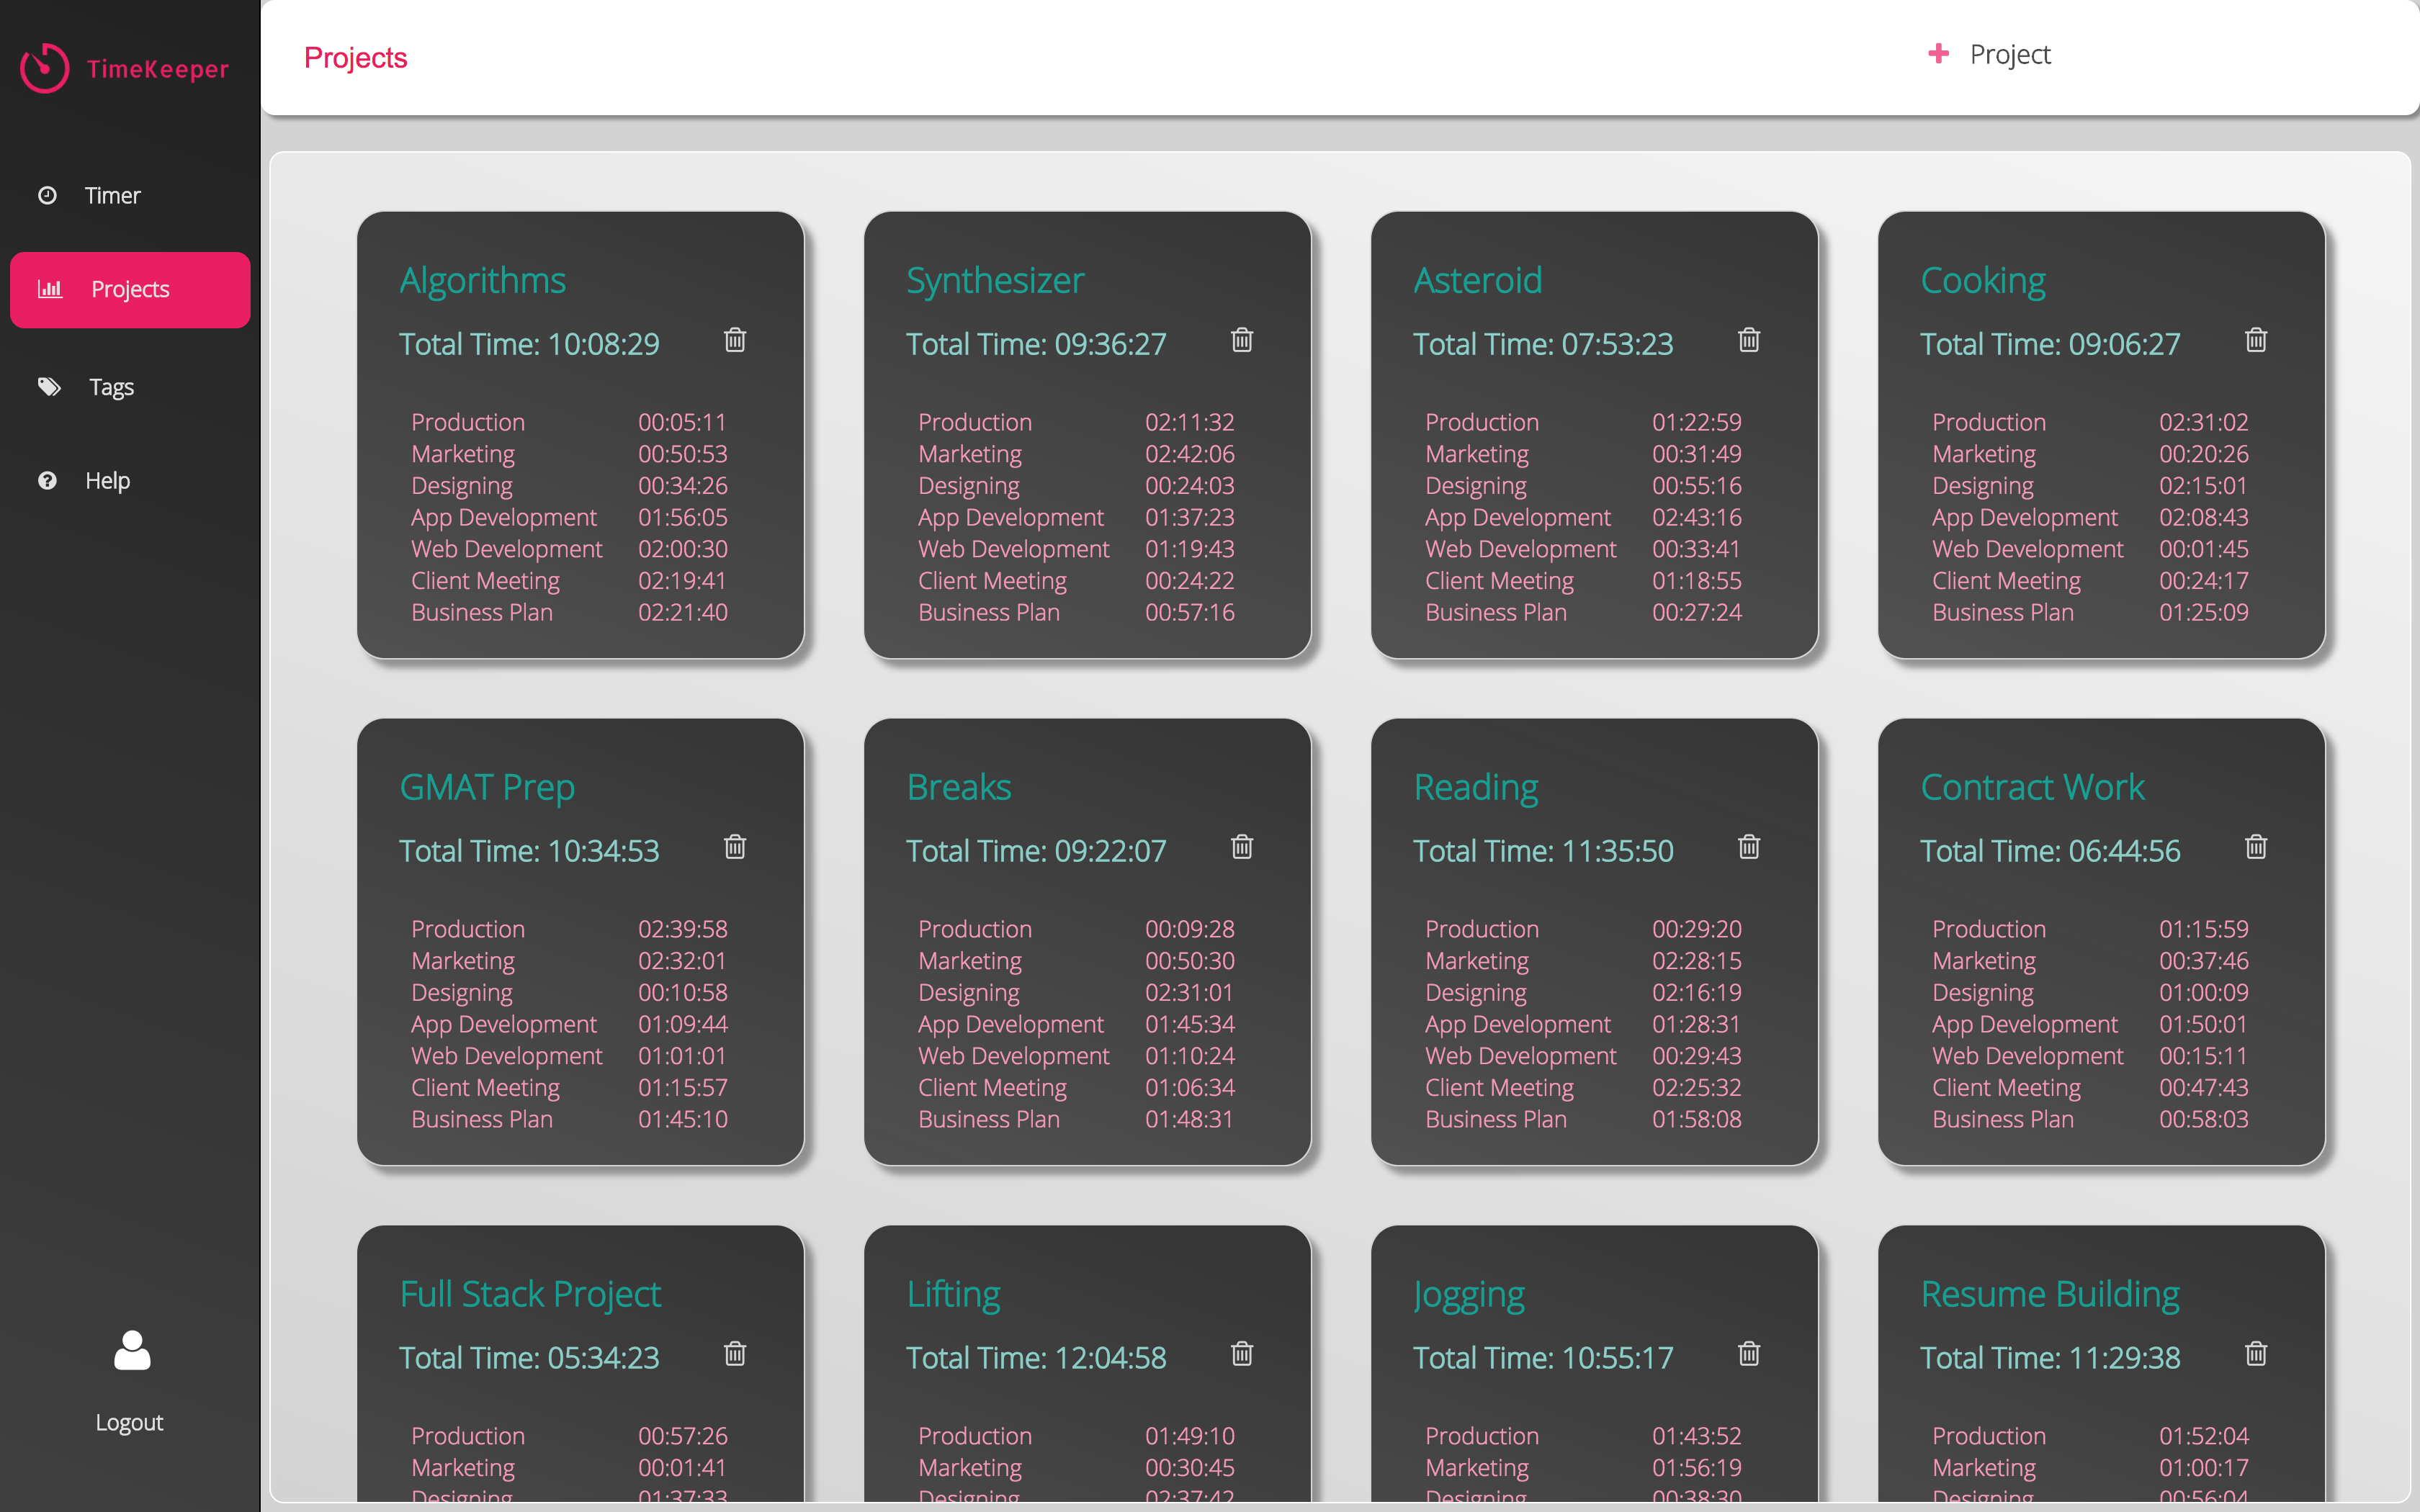 TimeKeeper
Timer
Projects
Tags
Help
Logout
Projects
Project
Algorithms
Total Time: 10:08:29
Production 00:05:11
Marketing 00:50:53
Designing 00:34:26
App Development 01:56:05
Web Development 02:00:30
Client Meeting 02:19:41
Business Plan 02:21:40
Synthesizer
Total Time: 09:36:27
Production 02:11:32
Marketing 02:42:06
Designing 00:24:03
App Development 01:37:23
Web Development 01:19:43
Client Meeting 00:24:22
Business Plan 00:57:16
Asteroid
Total Time: 07:53:23
Production 01:22:59
Marketing 00:31:49
Designing 00:55:16
App Development 02:43:16
Web Development 00:33:41
Client Meeting 01:18:55
Business Plan 00:27:24
Cooking
Total Time: 09:06:27
Production 02:31:02
Marketing 00:20:26
Designing 02:15:01
App Development 02:08:43
Web Development 00:01:45
Client Meeting 00:24:17
Business Plan 01:25:09
GMAT Prep
Total Time: 10:34:53
Production 02:39:58
Marketing 02:32:01
Designing 00:10:58
App Development 01:09:44
Web Development 01:01:01
Client Meeting 01:15:57
Business Plan 01:45:10
Breaks
Total Time: 09:22:07
Production 00:09:28
Marketing 00:50:30
Designing 02:31:01
App Development 01:45:34
Web Development 01:10:24
Client Meeting 01:06:34
Business Plan 01:48:31
Reading
Total Time: 11:35:50
Production 00:29:20
Marketing 02:28:15
Designing 02:16:19
App Development 01:28:31
Web Development 00:29:43
Client Meeting 02:25:32
Business Plan 01:58:08
Contract Work
Total Time: 06:44:56
Production 01:15:59
Marketing 00:37:46
Designing 01:00:09
App Development 01:50:01
Web Development 00:15:11
Client Meeting 00:47:43
Business Plan 00:58:03
Full Stack Project
Total Time: 05:34:23
Production 00:57:26
Marketing 00:01:41
Designing 01:37:33
Lifting
Total Time: 12:04:58
Production 01:49:10
Marketing 00:30:45
Designing 02:37:42
Jogging
Total Time: 10:55:17
Production 01:43:52
Marketing 01:56:19
Designing 00:38:30
Resume Building
Total Time: 11:29:38
Production 01:52:04
Marketing 01:00:17
Designing 00:56:04